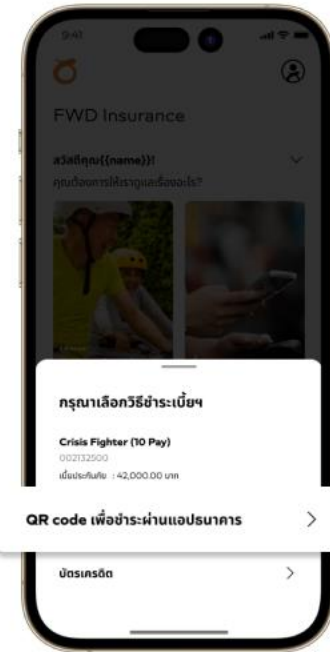 9:41
FWD Insurance
สวัสดีคุณ{{name}}!
คุณต้องการให้เราดูแลเรื่องอะไร?
กรุณาเลือกวิธีชำระเบี้ยฯ
Crisis Fighter (10 Pay)
002132500
เบี้ยประกันภัย : 42,000.00 บาท
QR code เพื่อชำระผ่านแอปธนาคาร
บัตรเครดิต